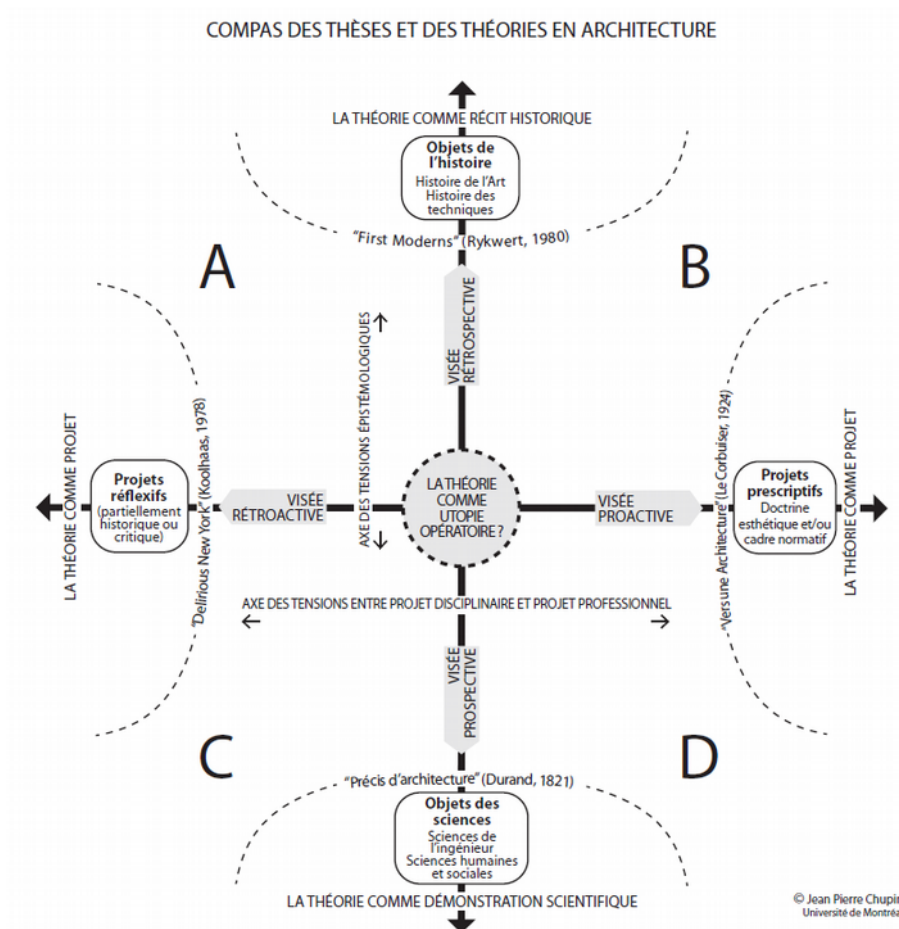 COMPAS DES THÈSES ET DES THÉORIES EN ARCHITECTURE
LA THÉORIE COMME RÉCIT HISTORIQUE
Objets de
l'histoire
Histoire de l'Art
Histoire des
techniques
"First Moderns" (Rykwert, 1980)
A
B
VISÉE
RÉTROSPECTIVE
AXE DES TENSIONS ÉPISTÉMOLOGIQUES
LA THÉORIE COMME PROJET
Projets
réflexifs
(partiellement
historique ou
critique)
"Delirious New York" (Koolhaas, 1978)
VISÉE
RÉTROACTIVE
LA THÉORIE
COMME
UTOPIE
OPÉRATOIRE ?
VISÉE
PROACTIVE
"Vers une Architecture" (Le Corbuiser, 1924)
Projets
prescriptifs
Doctrine
esthétique et/ou
cadre normatif
LA THÉORIE COMME PROJET
AXE DES TENSIONS ENTRE PROJET DISCIPLINAIRE ET PROJET PROFESSIONNEL
VISÉE
PROSPECTIVE
C
D
"Précis d'architecture" (Durand, 1821)
Objets des
sciences
Sciences de
l'ingénieur
Sciences humaines
et sociales
LA THÉORIE COMME DÉMONSTRATION SCIENTIFIQUE
© Jean Pierre Chupin
Université de Montréa